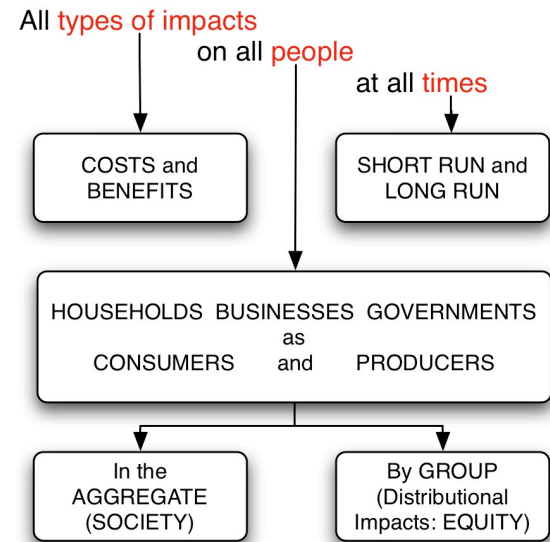 All types of impacts
on all people
at all times
COSTS and
BENEFITS
SHORT RUN and
LONG RUN
HOUSEHOLDS BUSINESSES GOVERNMENTS
as
CONSUMERS and PRODUCERS
In the
AGGREGATE
(SOCIETY)
By GROUP
(Distributional
Impacts: EQUITY)